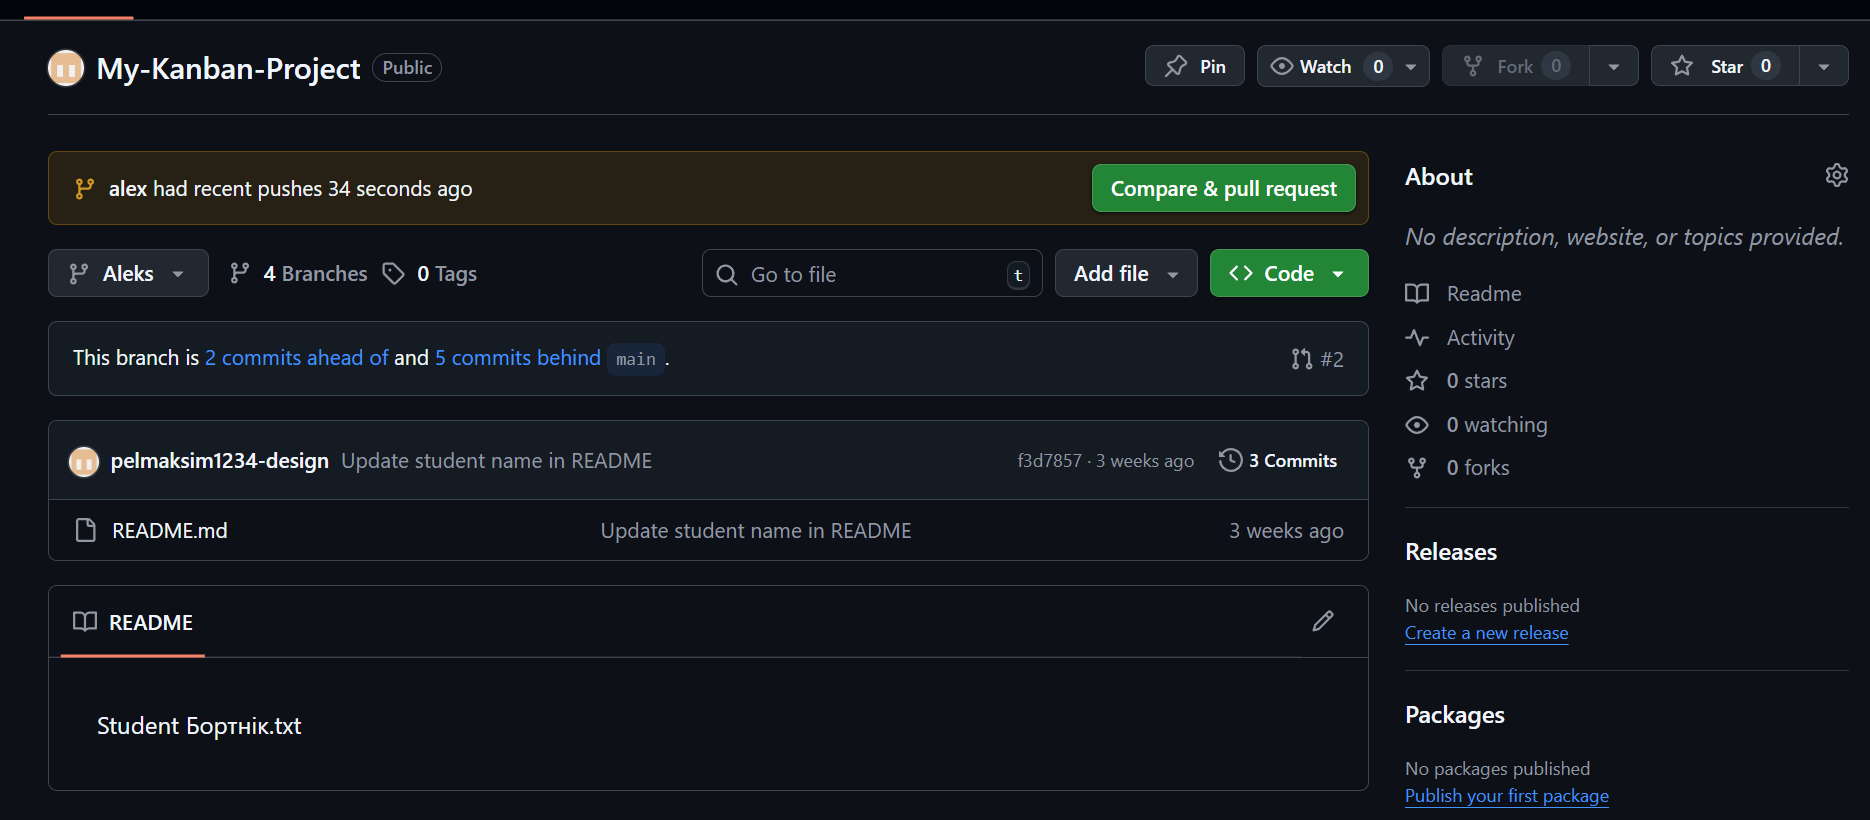 My-Kanban-Project Public
Pin
Watch 0
Fork 0
Star 0
alex had recent pushes 34 seconds ago
Compare & pull request
Aleks
4 Branches
0 Tags
Go to file t
Add file
Code
This branch is 2 commits ahead of and 5 commits behind main .
#2
pelmaksim1234-design Update student name in README
f3d7857 · 3 weeks ago
3 Commits
README.md
Update student name in README
3 weeks ago
README
Student Бортнік.txt
About
No description, website, or topics provided.
Readme
Activity
0 stars
0 watching
0 forks
Releases
No releases published
Create a new release
Packages
No packages published
Publish your first package